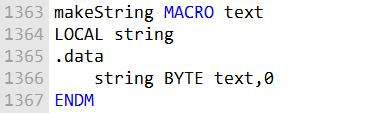 1363 makeString MACRO text
1364 LOCAL string
1365 .data
1366     string BYTE text,0
1367 ENDM